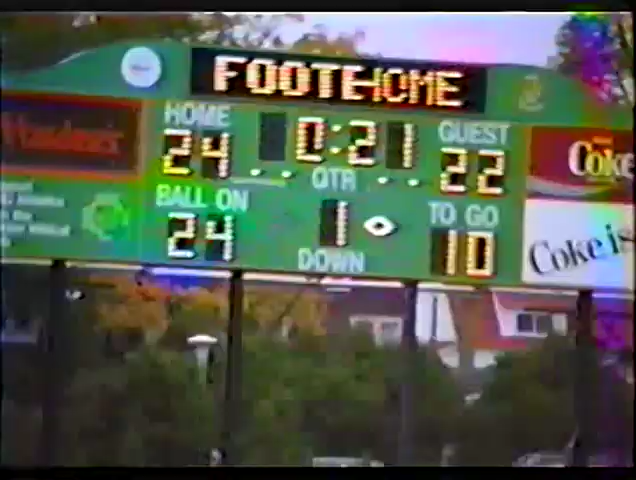 FOOTEHOME
HOME 0:21 GUEST
24 QTR 22
BALL ON 1 TO GO
24 DOWN 10
Coke
Coke is